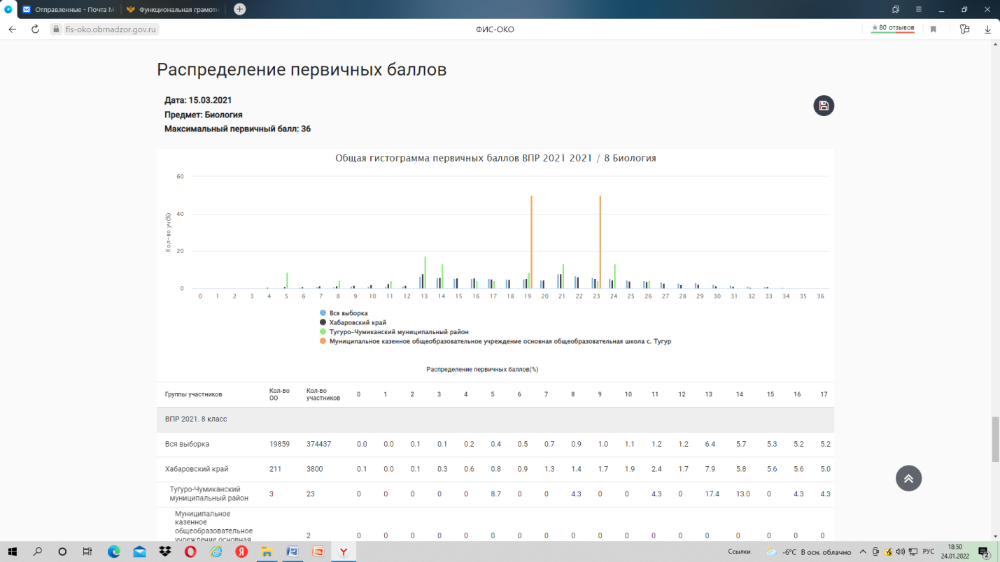 Отправленные - Почта М
Функциональная грамотн
fis-oko.obrnadzor.gov.ru
ФИС-ОКО
★ 80 отзывов
Распределение первичных баллов
Дата: 15.03.2021
Предмет: Биология
Максимальный первичный балл: 36
Общая гистограмма первичных баллов ВПР 2021 2021 / 8 Биология
Кол-во уч(%)
60
40
20
0
0 1 2 3 4 5 6 7 8 9 10 11 12 13 14 15 16 17 18 19 20 21 22 23 24 25 26 27 28 29 30 31 32 33 34 35 36
Вся выборка
Хабаровский край
Тугуро-Чумиканский муниципальный район
Муниципальное казенное общеобразовательное учреждение основная общеобразовательная школа с. Тугур
Распределение первичных баллов(%)
Группы участников Кол-во ОО Кол-во участников 0 1 2 3 4 5 6 7 8 9 10 11 12 13 14 15 16 17
ВПР 2021. 8 класс
Вся выборка 19859 374437 0.0 0.0 0.1 0.1 0.2 0.4 0.5 0.7 0.9 1.0 1.1 1.2 1.2 6.4 5.7 5.3 5.2 5.2
Хабаровский край 211 3800 0.1 0.0 0.1 0.3 0.6 0.8 0.9 1.3 1.4 1.7 1.9 2.4 1.7 7.9 5.8 5.6 5.6 5.0
Тугуро-Чумиканский
муниципальный район 3 23 0 0 0 0 0 8.7 0 0 4.3 0 0 4.3 0 17.4 13.0 0 4.3 4.3
Муниципальное
казенное
общеобразовательное
учреждение основная
2 0 0 0 0 0 0 0 0 0 0 0 0 0 0 0 0 0 0
Ссылки
-6°C В осн. облачно
РУС
18:50
24.01.2022
2